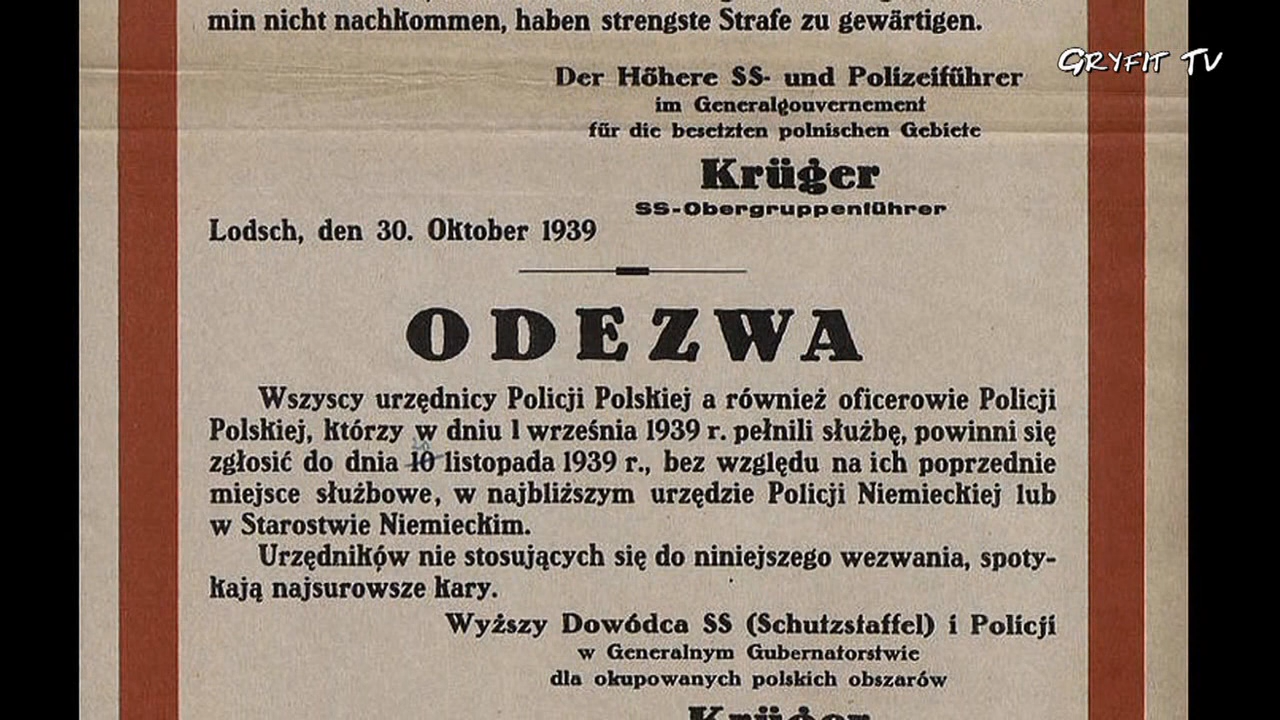 min nicht nachkommen, haben strengste Strafe zu gewärtigen.
GRYFIT TV
Der Höhere SS- und Polizeiführer
im Generalgouvernement
für die besetzten polnischen Gebiete
Krüger
SS-Obergruppenführer
Lodsch, den 30. Oktober 1939
ODEZWA
Wszyscy urzędnicy Policji Polskiej a również oficerowie Policji
Polskiej, którzy w dniu 1 września 1939 r. pełnili służbę, powinni się
zgłosić do dnia 10 listopada 1939 r., bez względu na ich poprzednie
miejsce służbowe, w najbliższym urzędzie Policji Niemieckiej lub
w Starostwie Niemieckim.
Urzędników nie stosujących się do niniejszego wezwania, spoty-
kają najsurowsze kary.
Wyższy Dowódca SS (Schutzstaffel) i Policji
w Generalnym Gubernatorstwie
dla okupowanych polskich obszarów
Krüger